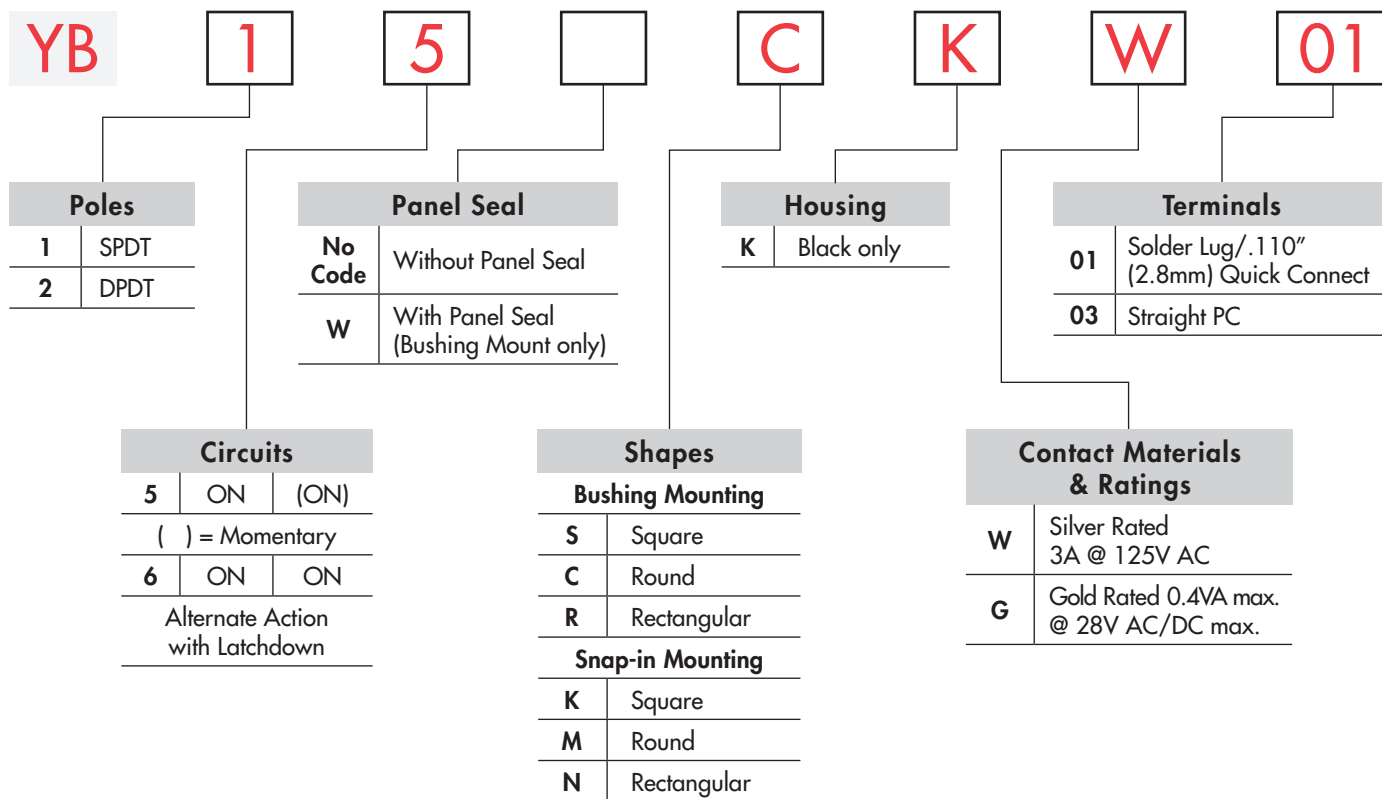 YB 1 5 C K W 01
Poles
1 SPDT
2 DPDT
Panel Seal
No
Code
Without Panel Seal
W
With Panel Seal
(Bushing Mount only)
Housing
K Black only
Terminals
01
Solder Lug/.110”
(2.8mm) Quick Connect
03 Straight PC
Circuits
5 ON (ON)
( ) = Momentary
6 ON ON
Alternate Action
with Latchdown
Shapes
Bushing Mounting
S Square
C Round
R Rectangular
Snap-in Mounting
K Square
M Round
N Rectangular
Contact Materials
& Ratings
W
Silver Rated
3A @ 125V AC
G
Gold Rated 0.4VA max.
@ 28V AC/DC max.